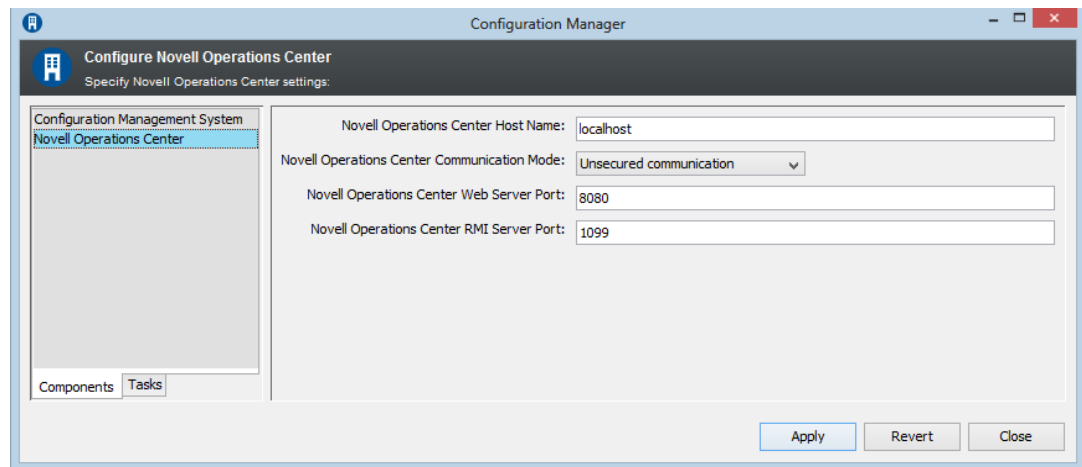 Configuration Manager
Configure Novell Operations Center
Specify Novell Operations Center settings:
Configuration Management System
Novell Operations Center
Novell Operations Center Host Name: localhost
Novell Operations Center Communication Mode: Unsecured communication
Novell Operations Center Web Server Port: 8080
Novell Operations Center RMI Server Port: 1099
Components Tasks
Apply Revert Close